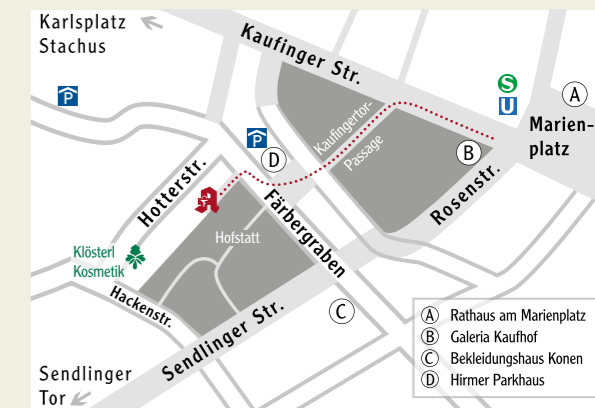 Karlsplatz
Stachus
Kaufinger Str.
P
S
U
A
Marien-
platz
Kaufingertor-
Passage
B
P
D
Rosenstr.
Hotterstr.
A
Färbergraben
Hofstatt
Klösterl
Kosmetik
Hackenstr.
Sendlinger Str.
C
Sendlinger
Tor
A Rathaus am Marienplatz
B Galeria Kaufhof
C Bekleidungshaus Konen
D Hirmer Parkhaus